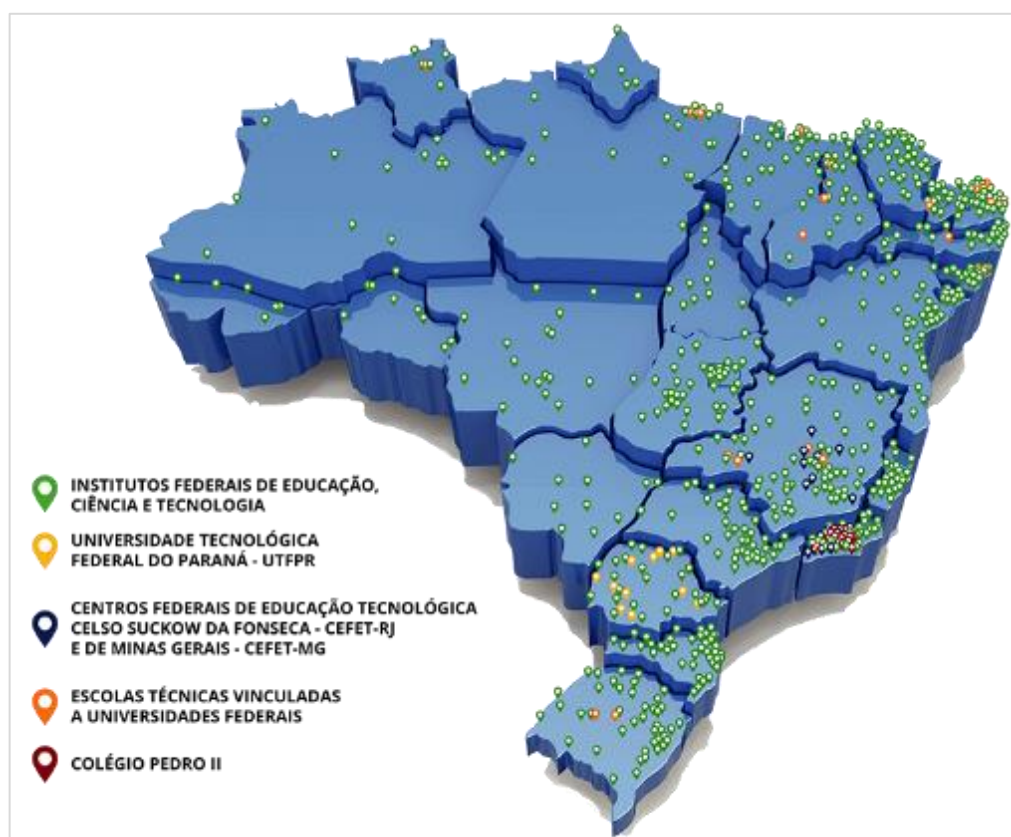 INSTITUTOS FEDERAIS DE EDUCAÇÃO,
CIÊNCIA E TECNOLOGIA
UNIVERSIDADE TECNOLÓGICA
FEDERAL DO PARANÁ - UTFPR
CENTROS FEDERAIS DE EDUCAÇÃO TECNOLÓGICA
CELSO SUCKOW DA FONSECA - CEFET-RJ
E DE MINAS GERAIS - CEFET-MG
ESCOLAS TÉCNICAS VINCULADAS
A UNIVERSIDADES FEDERAIS
COLÉGIO PEDRO II